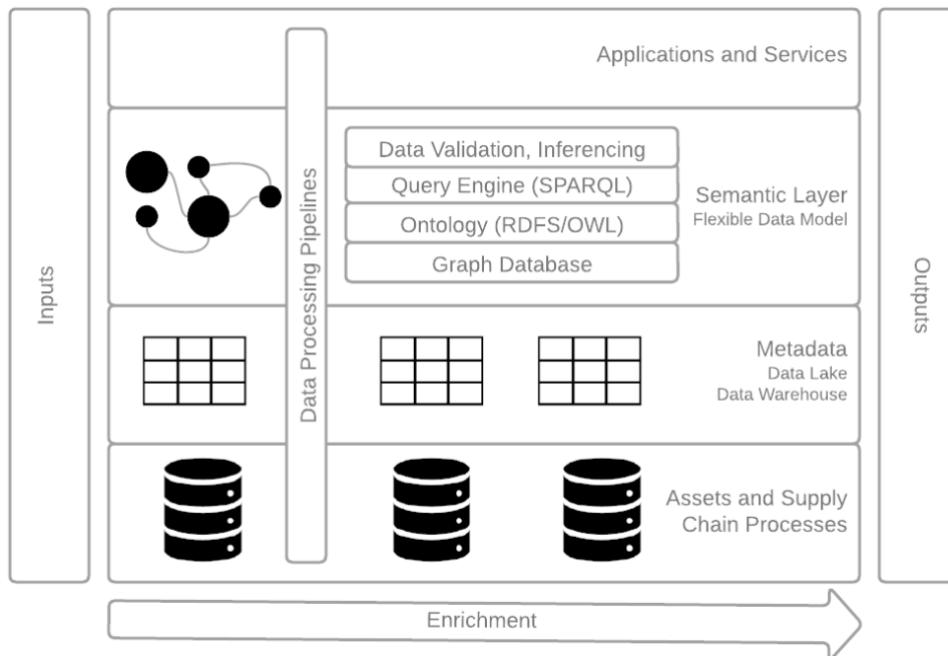 Inputs
Applications and Services
Data Processing Pipelines
Data Validation, Inferencing
Query Engine (SPARQL)
Ontology (RDFS/OWL)
Graph Database
Semantic Layer
Flexible Data Model
Metadata
Data Lake
Data Warehouse
Assets and Supply
Chain Processes
Outputs
Enrichment